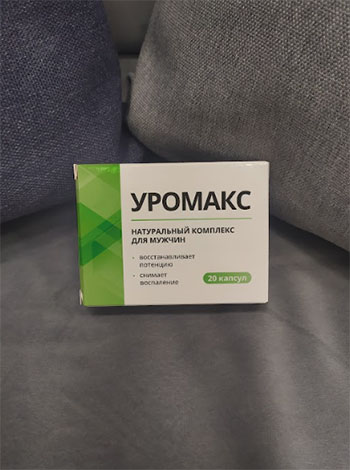 УРОМАКС
НАТУРАЛЬНЫЙ КОМПЛЕКС
ДЛЯ МУЖЧИН
- восстанавливает
потенцию
- снимает
воспаление
20 капсул